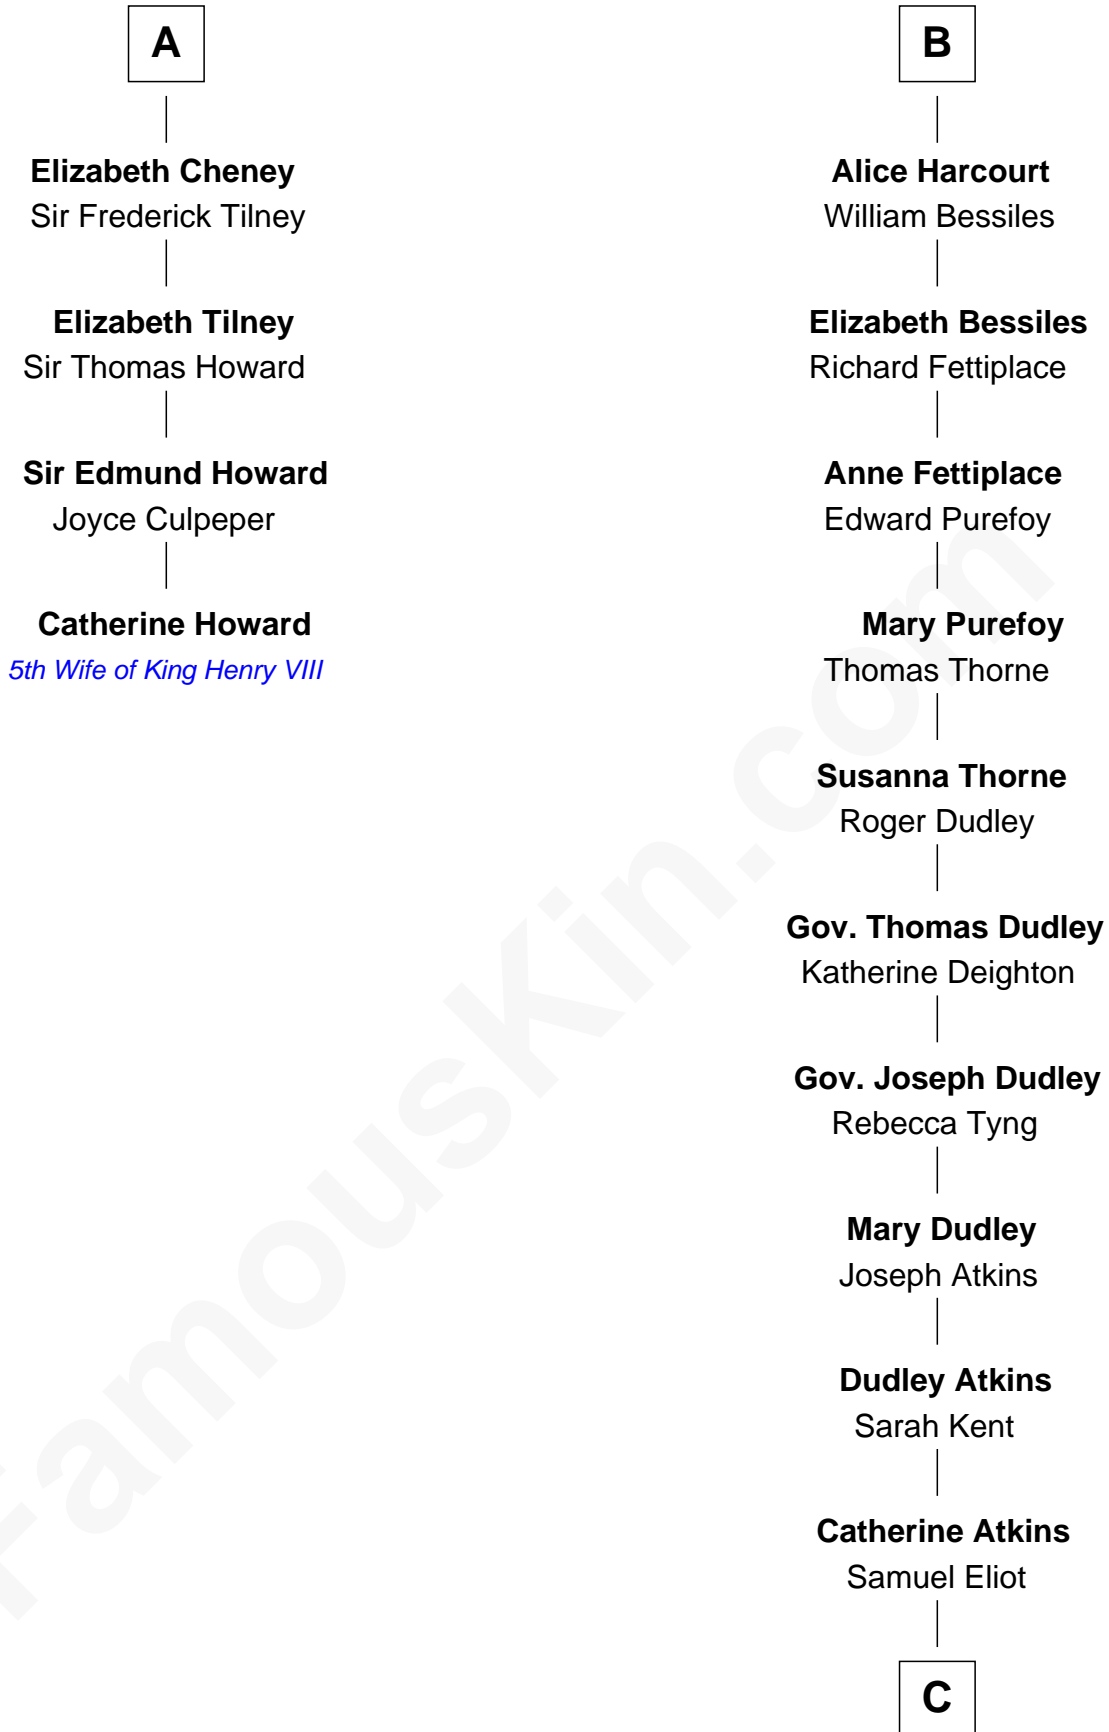 A
Elizabeth Cheney
Sir Frederick Tilney
Elizabeth Tilney
Sir Thomas Howard
Sir Edmund Howard
Joyce Culpeper
Catherine Howard
5th Wife of King Henry VIII
B
Alice Harcourt
William Bessiles
Elizabeth Bessiles
Richard Fettiplace
Anne Fettiplace
Edward Purefoy
Mary Purefoy
Thomas Thorne
Susanna Thorne
Roger Dudley
Gov. Thomas Dudley
Katherine Deighton
Gov. Joseph Dudley
Rebecca Tyng
Mary Dudley
Joseph Atkins
Dudley Atkins
Sarah Kent
Catherine Atkins
Samuel Eliot
C
FamousKin.com